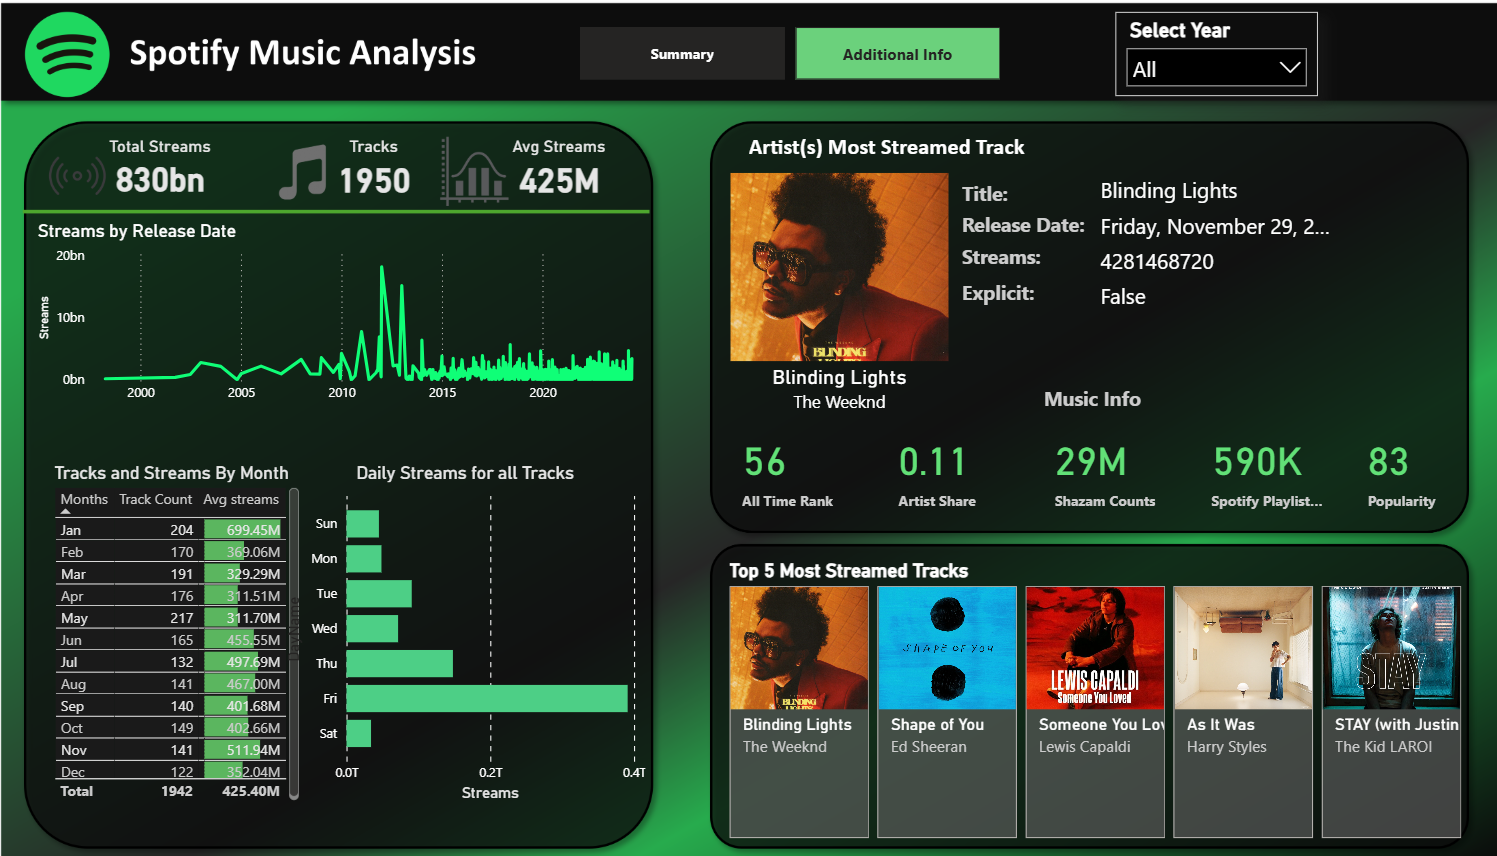 Spotify Music Analysis
Summary
Additional Info
Select Year
All
Total Streams
830bn
Tracks
1950
Avg Streams
425M
Streams by Release Date
20bn
10bn
0bn
Streams
2000 2005 2010 2015 2020
Tracks and Streams By Month
Months Track Count Avg streams
Jan 204 699.45M
Feb 170 369.06M
Mar 191 329.29M
Apr 176 311.51M
May 217 311.70M
Jun 165 455.55M
Jul 132 497.69M
Aug 141 467.00M
Sep 140 401.68M
Oct 149 402.66M
Nov 141 511.94M
Dec 122 352.04M
Total 1942 425.40M
Daily Streams for all Tracks
Sun
Mon
Tue
Wed
Thu
Fri
Sat
0.0T 0.2T 0.4T
Streams
Artist(s) Most Streamed Track
BLINDING
Blinding Lights
The Weeknd
Title: Blinding Lights
Release Date: Friday, November 29, 2...
Streams: 4281468720
Explicit: False
Music Info
56
All Time Rank
0.11
Artist Share
29M
Shazam Counts
590K
Spotify Playlist...
83
Popularity
Top 5 Most Streamed Tracks
Blinding Lights
The Weeknd
SHAPE OF YOU
Shape of You
Ed Sheeran
LEWIS CAPALDI
Someone You Loved
Someone You Lov
Lewis Capaldi
As It Was
Harry Styles
STAY
STAY (with Justin
The Kid LAROI